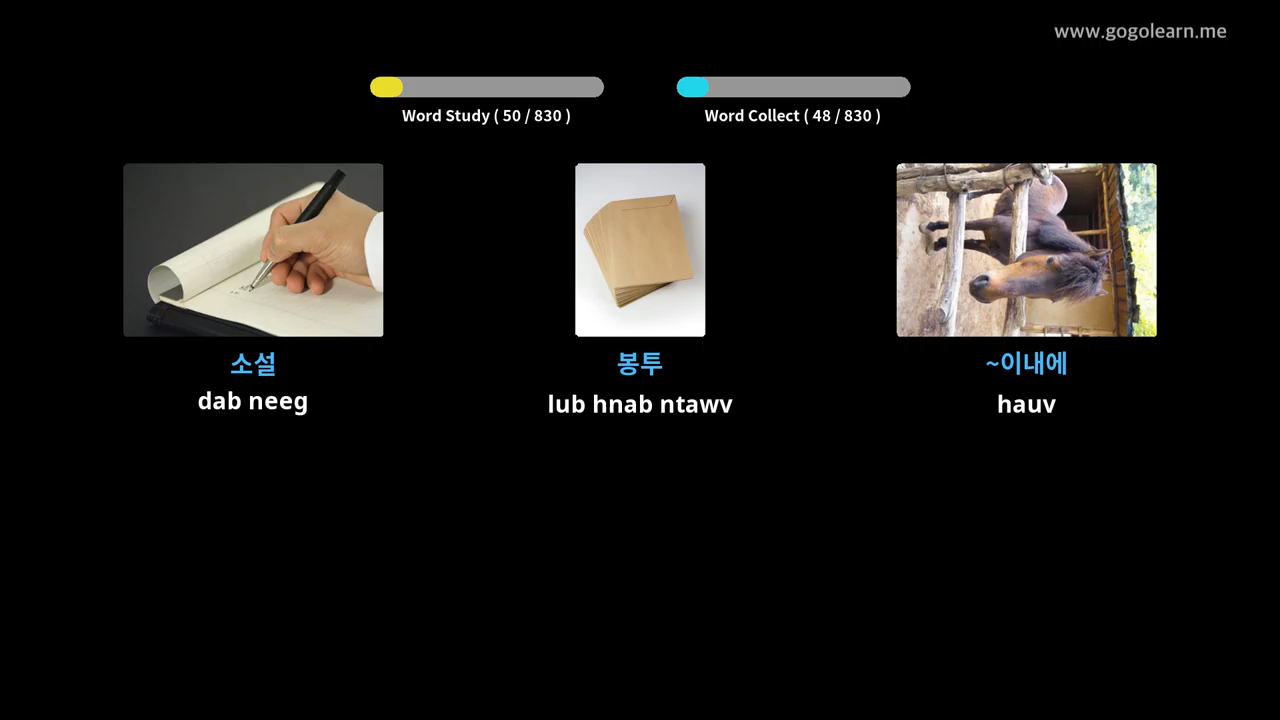 www.gogolearn.me
Word Study ( 50 / 830 )
Word Collect ( 48 / 830 )
소설
dab neeg
봉투
lub hnab ntawv
~이내에
hauv